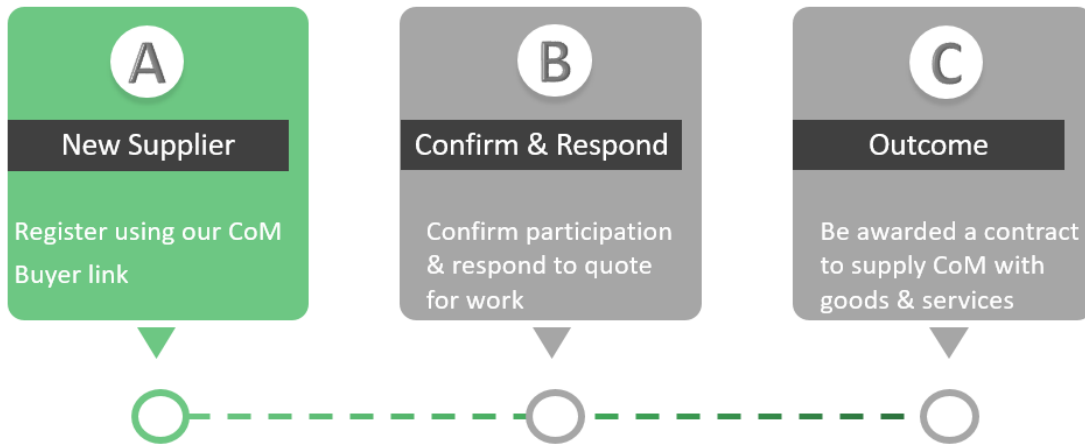 A
New Supplier
Register using our CoM
Buyer link
B
Confirm & Respond
Confirm participation
& respond to quote
for work
C
Outcome
Be awarded a contract
to supply CoM with
goods & services